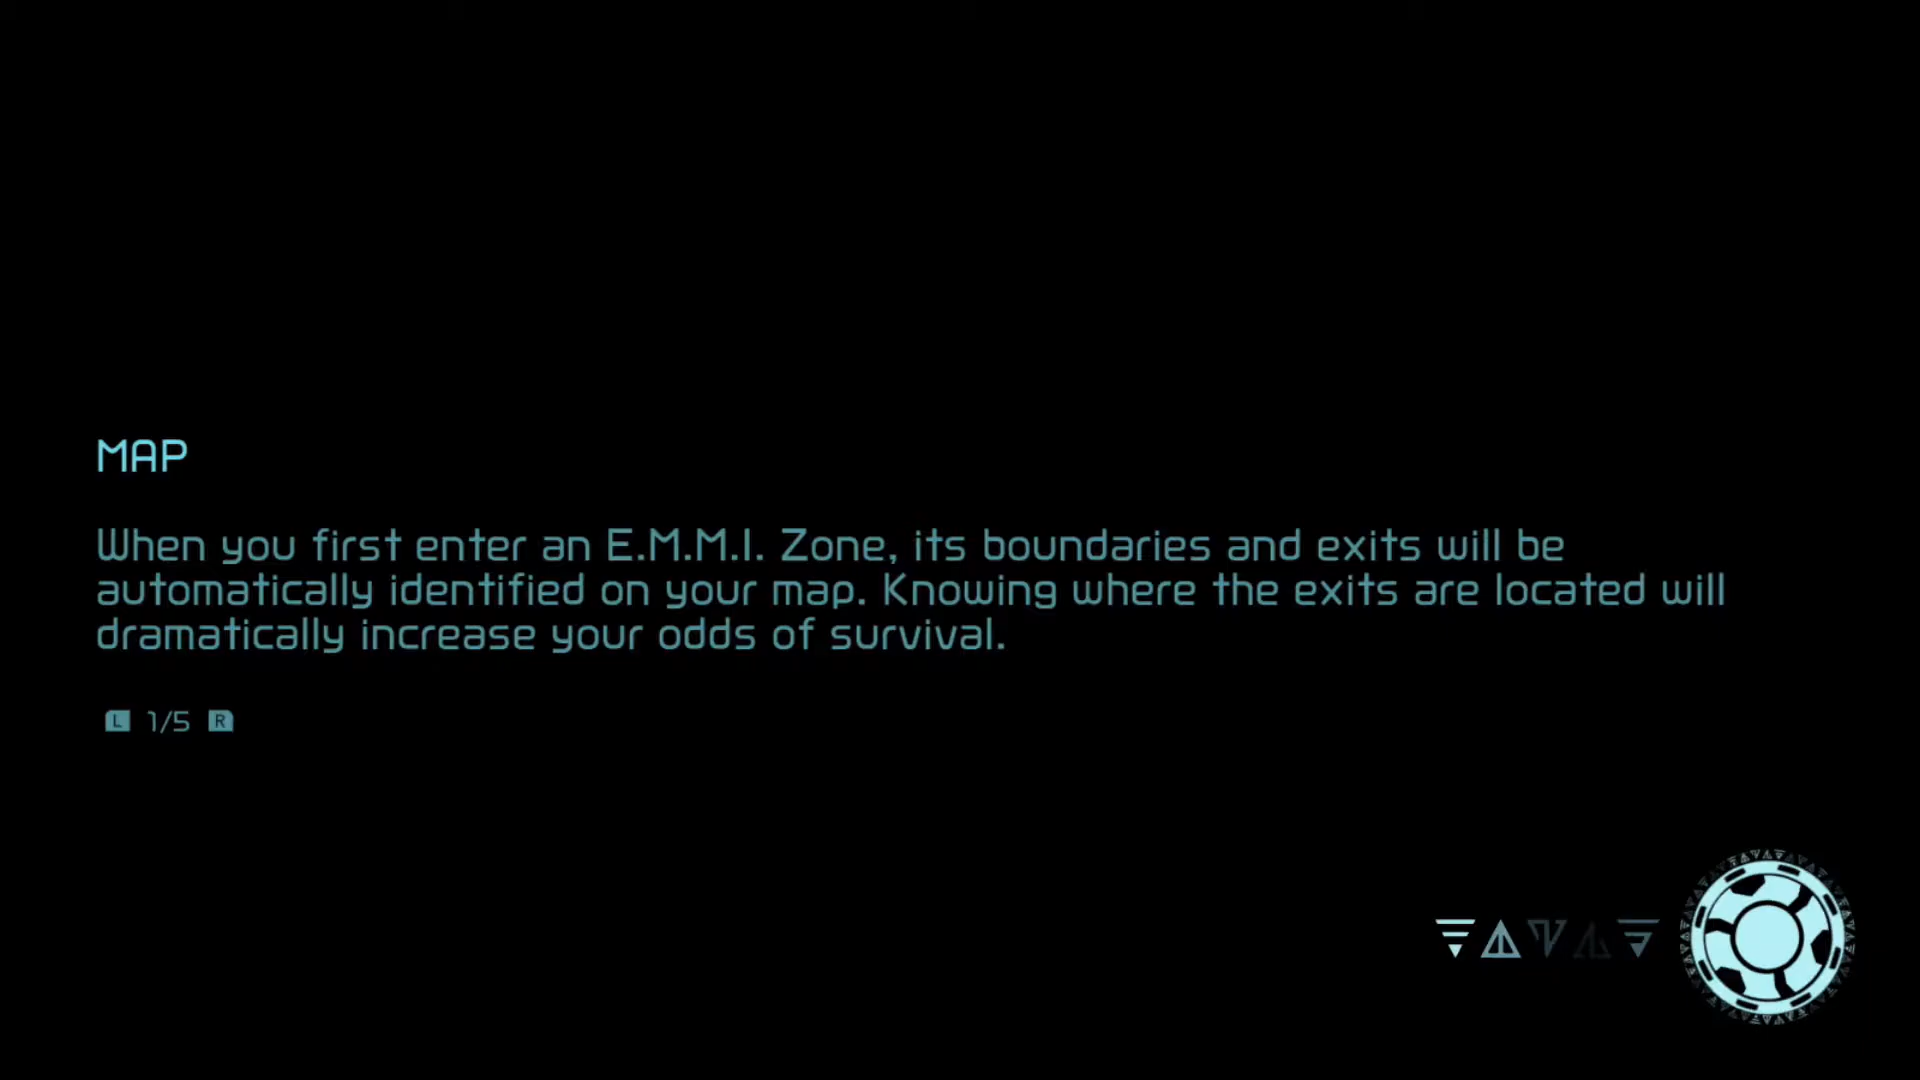 MAP
When you first enter an E.M.M.I. Zone, its boundaries and exits will be
automatically identified on your map. Knowing where the exits are located will
dramatically increase your odds of survival.
L 1/5 R